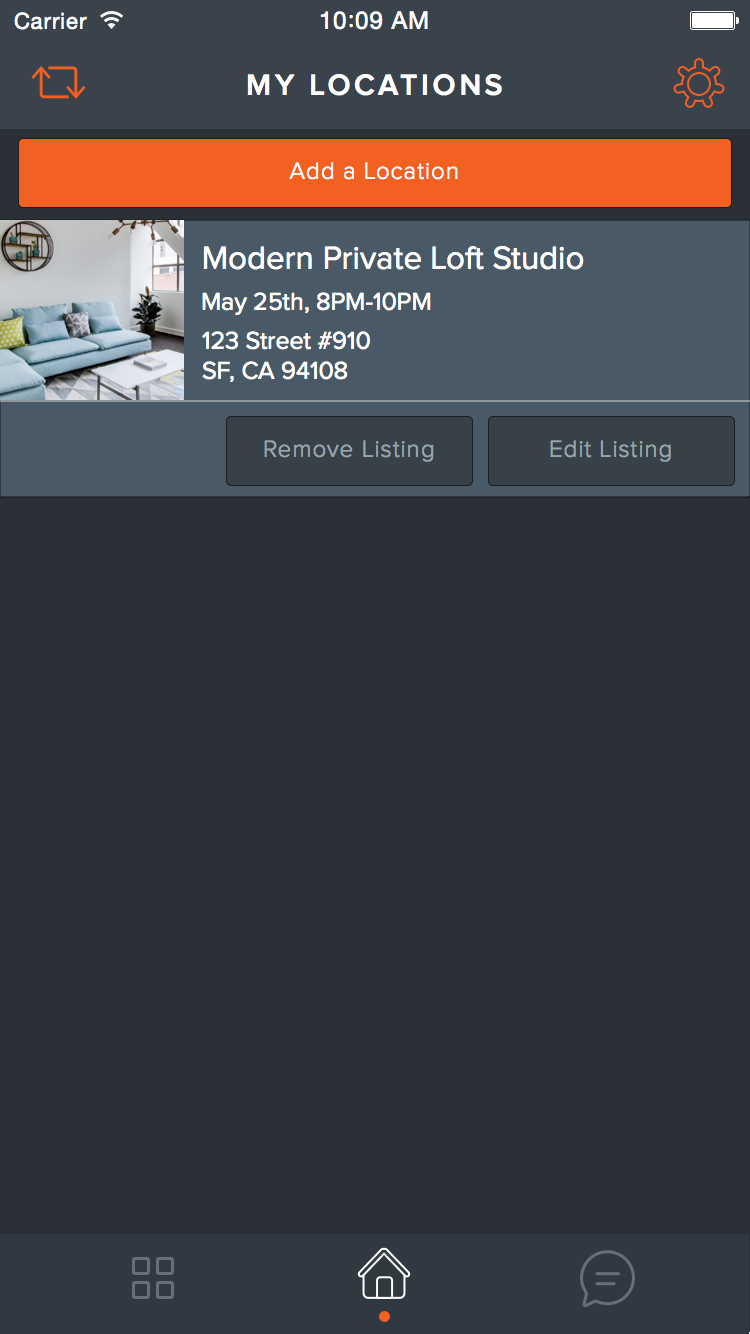 Carrier 10:09 AM
MY LOCATIONS
Add a Location
Modern Private Loft Studio
May 25th, 8PM-10PM
123 Street #910
SF, CA 94108
Remove Listing Edit Listing